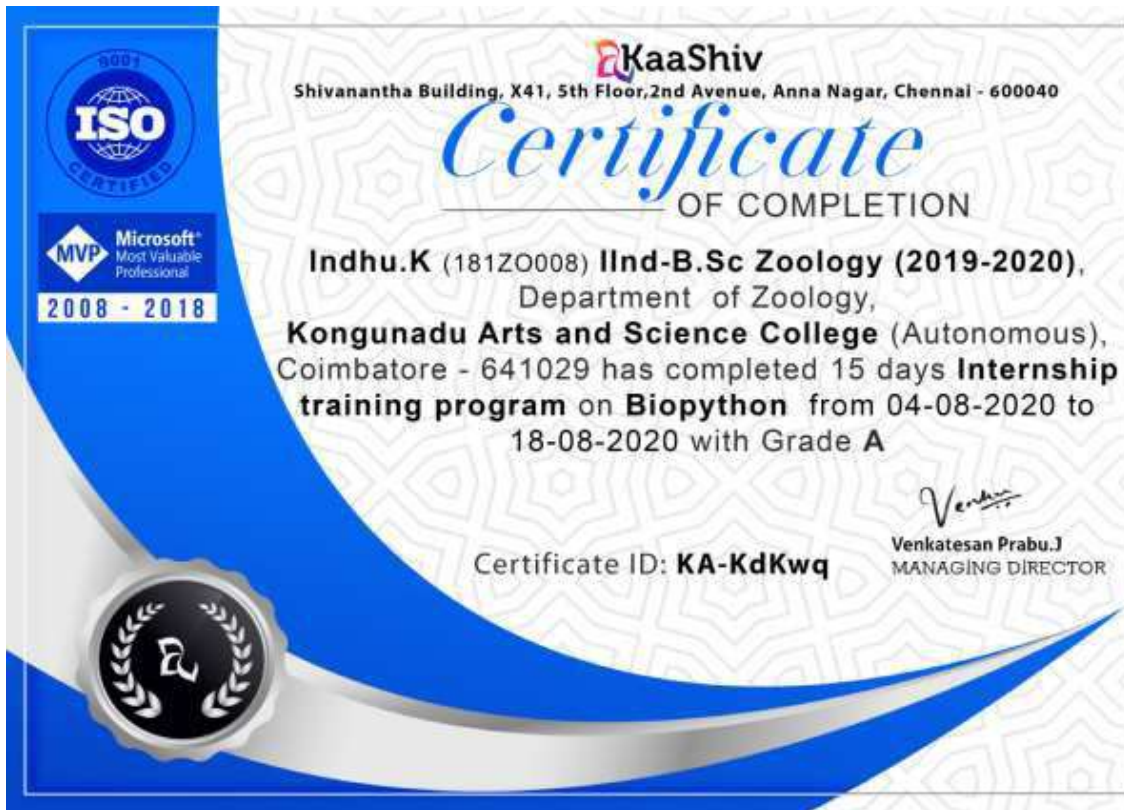 9001
ISO
CERTIFIED
MVP
Microsoft®
Most Valuable
Professional
2008 - 2018
KaaShiv
Shivanantha Building, X41, 5th Floor,2nd Avenue, Anna Nagar, Chennai - 600040
Certificate
OF COMPLETION
Indhu.K (181ZO008) IInd-B.Sc Zoology (2019-2020),
Department of Zoology,
Kongunadu Arts and Science College (Autonomous),
Coimbatore - 641029 has completed 15 days Internship
training program on Biopython from 04-08-2020 to
18-08-2020 with Grade A
Venkatesan Prabu.J
MANAGING DIRECTOR
Certificate ID: KA-KdKwq